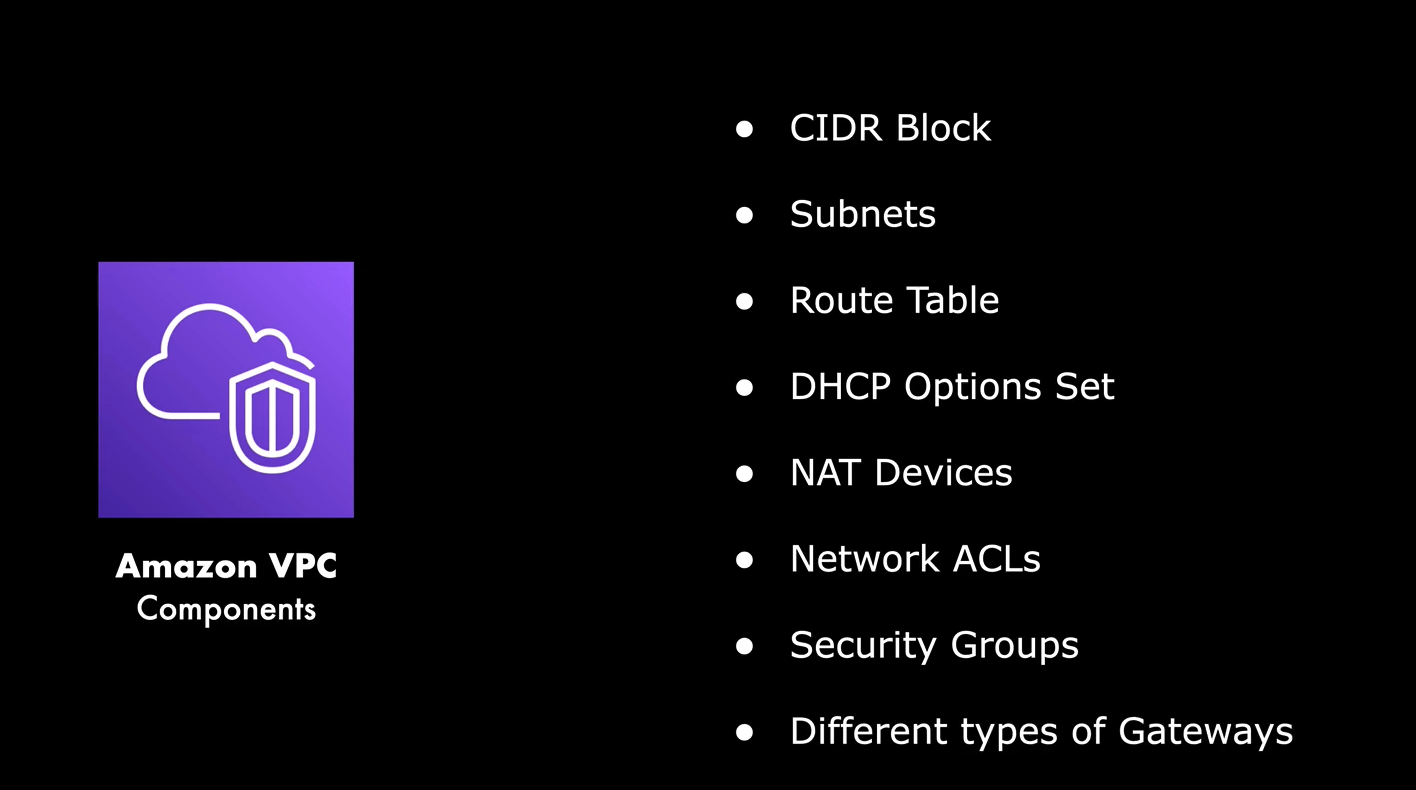 Amazon VPC
Components
● CIDR Block
● Subnets
● Route Table
● DHCP Options Set
● NAT Devices
● Network ACLs
● Security Groups
● Different types of Gateways